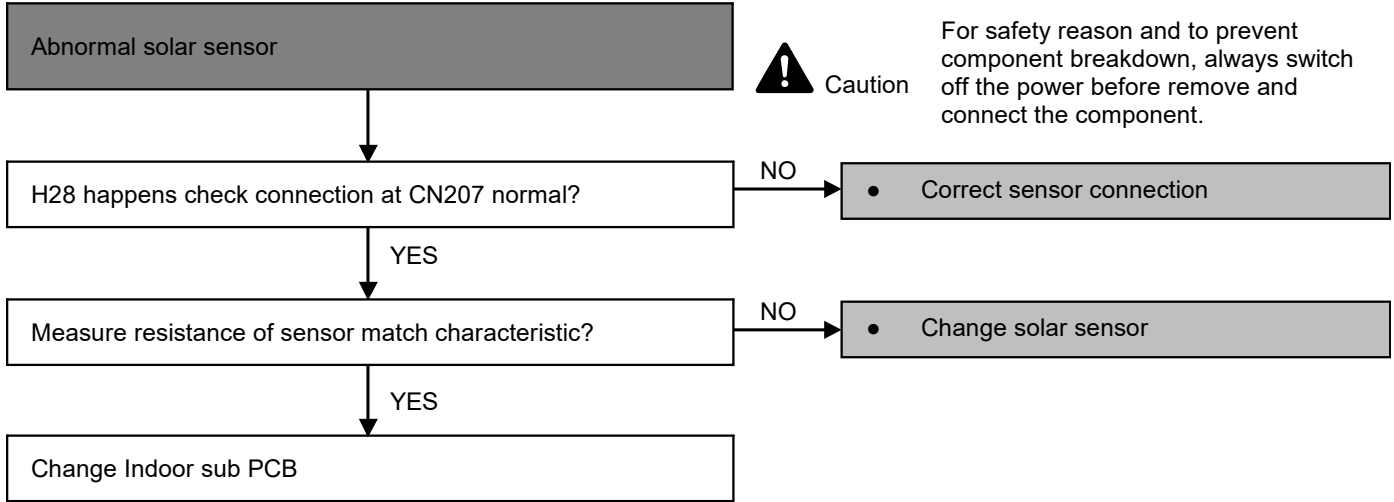 Abnormal solar sensor
Caution
For safety reason and to prevent
component breakdown, always switch
off the power before remove and
connect the component.
H28 happens check connection at CN207 normal?
NO
● Correct sensor connection
YES
Measure resistance of sensor match characteristic?
NO
● Change solar sensor
YES
Change Indoor sub PCB